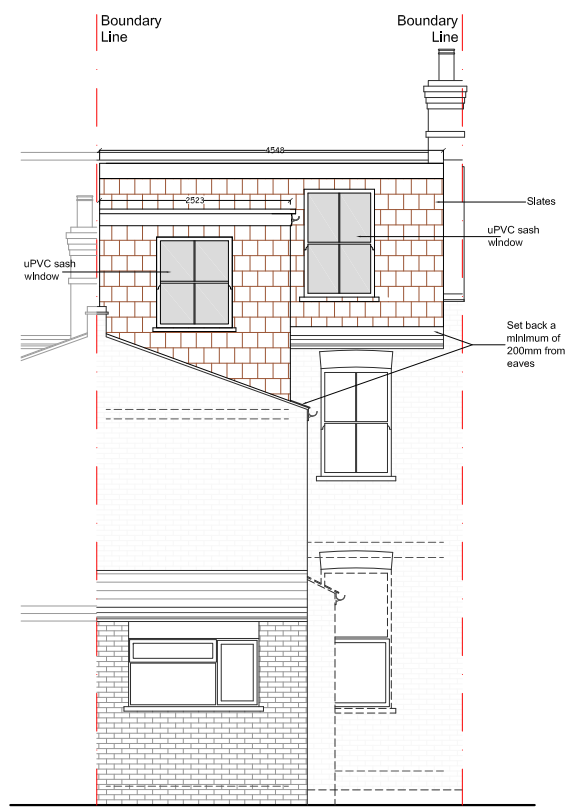 Boundary
Line
Boundary
Line
4548
2523
Slates
uPVC sash
window
uPVC sash
window
Set back a
minimum of
200mm from
eaves